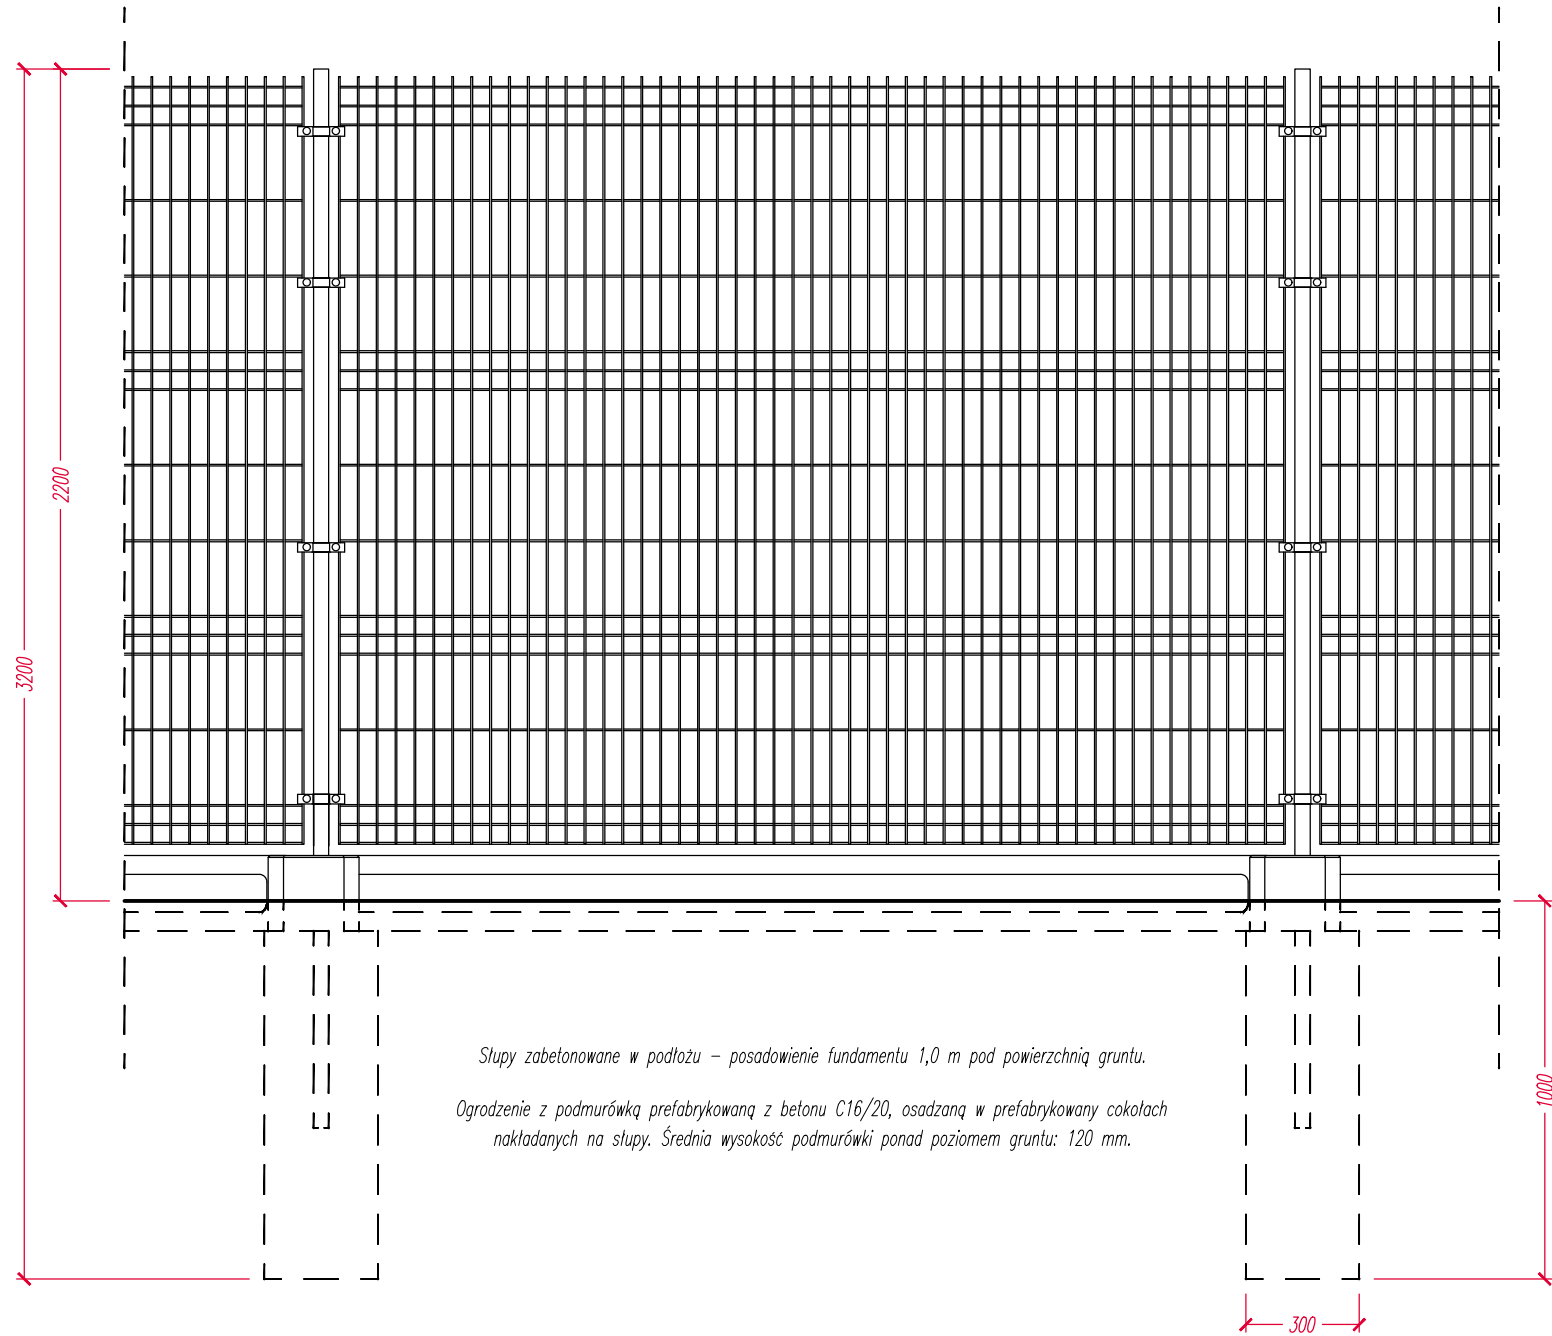 2200
3200
Słupy zabetonowane w podłożu – posadowienie fundamentu 1,0 m pod powierzchnią gruntu.
Ogrodzenie z podmurówką prefabrykowaną z betonu C16/20, osadzaną w prefabrykowany cokołach
nakładanych na słupy. Średnia wysokość podmurówki ponad poziomem gruntu: 120 mm.
1000
300